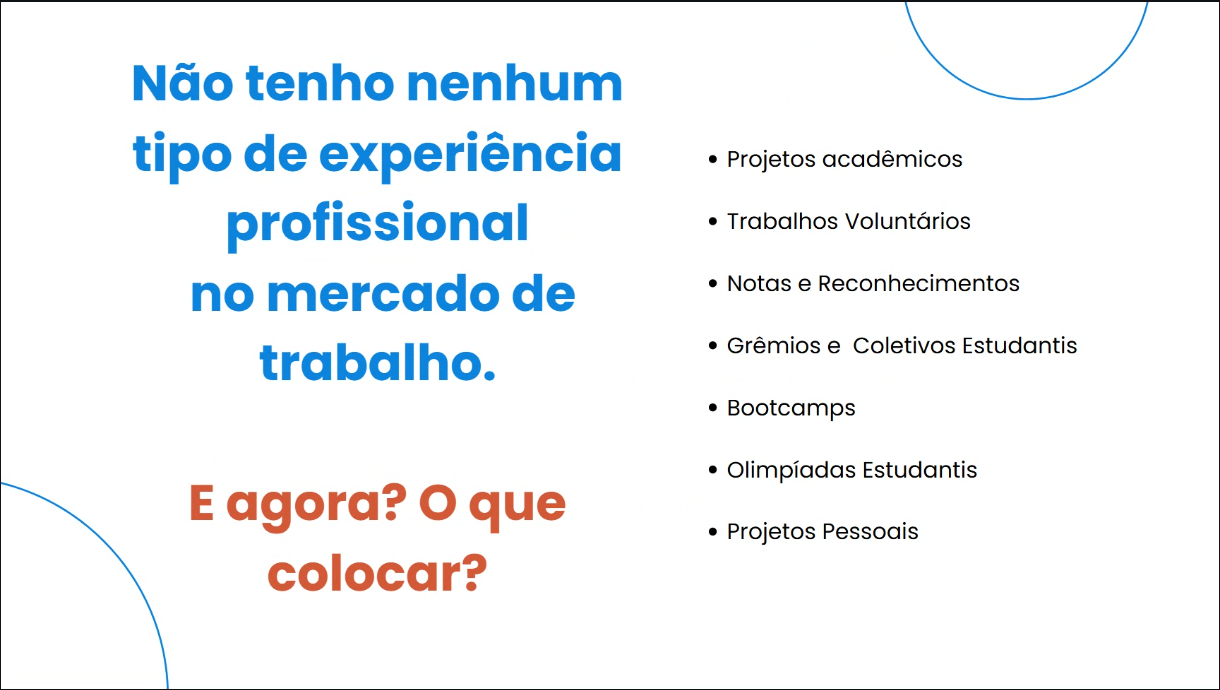 Não tenho nenhum
tipo de experiência
profissional
no mercado de
trabalho.
E agora? O que
colocar?
• Projetos acadêmicos
• Trabalhos Voluntários
• Notas e Reconhecimentos
• Grêmios e  Coletivos Estudantis
• Bootcamps
• Olimpíadas Estudantis
• Projetos Pessoais